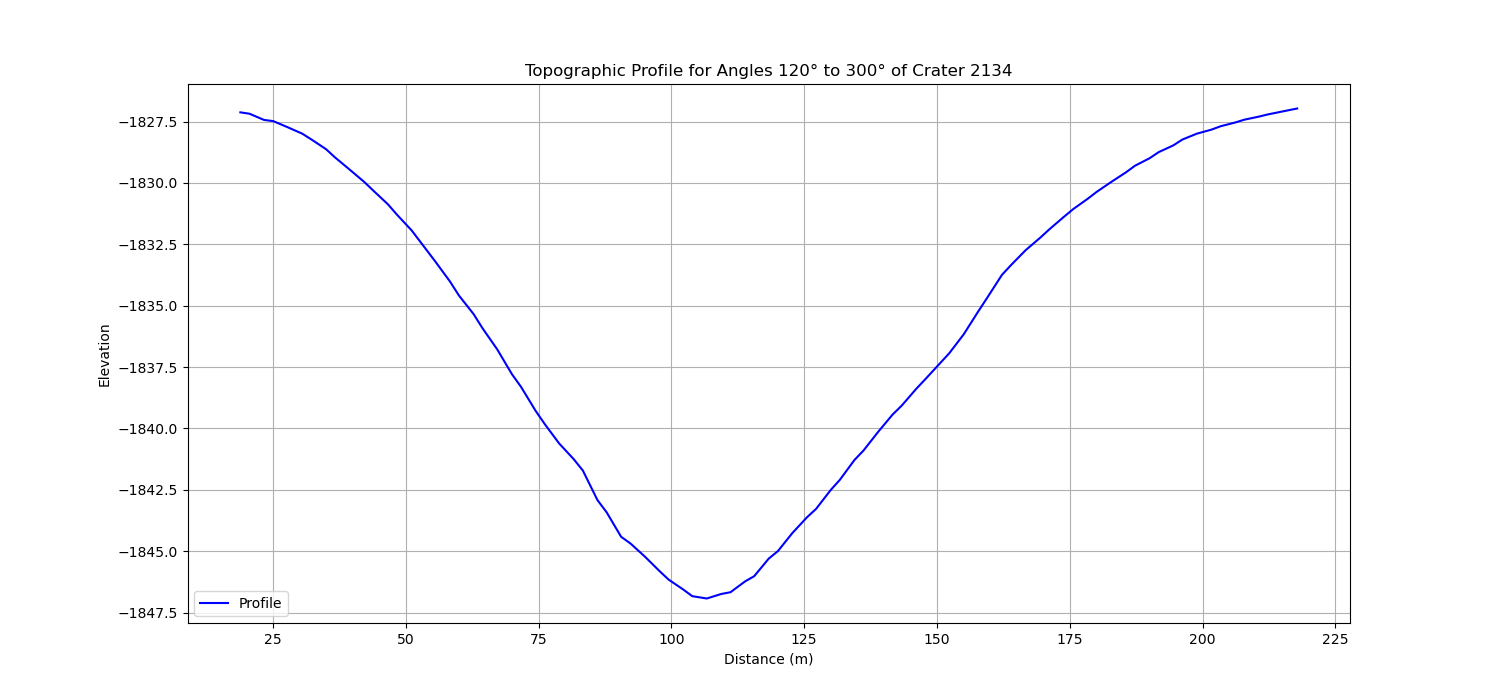 Topographic Profile for Angles 120° to 300° of Crater 2134
−1827.5
−1830.0
−1832.5
−1835.0
−1837.5
−1840.0
−1842.5
−1845.0
−1847.5
Elevation
Profile
25 50 75 100 125 150 175 200 225
Distance (m)